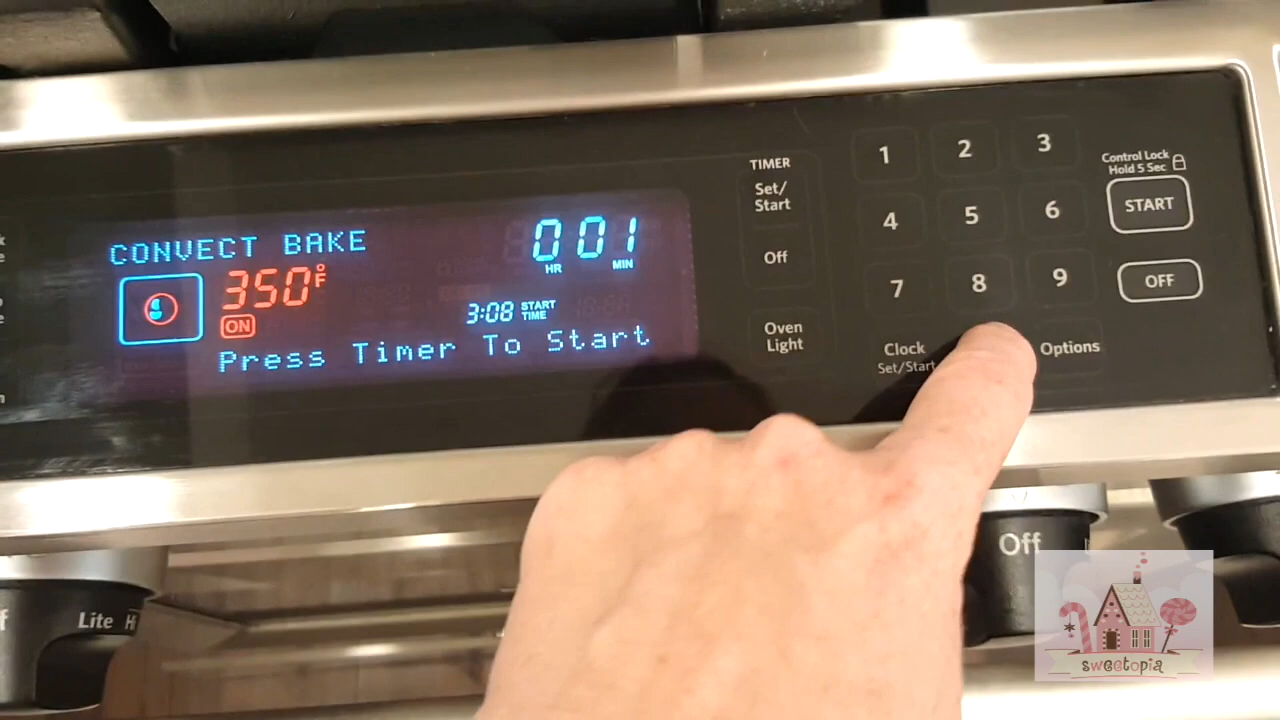 CONVECT BAKE
350°F
ON
0 01
HR MIN
3:08 START TIME
Press Timer To Start
TIMER
Set/
Start
Off
Oven
Light
1 2 3
4 5 6
7 8 9
Clock
Set/Start
Options
Control Lock
Hold 5 Sec
START
OFF
Lite
Off
sweetopia